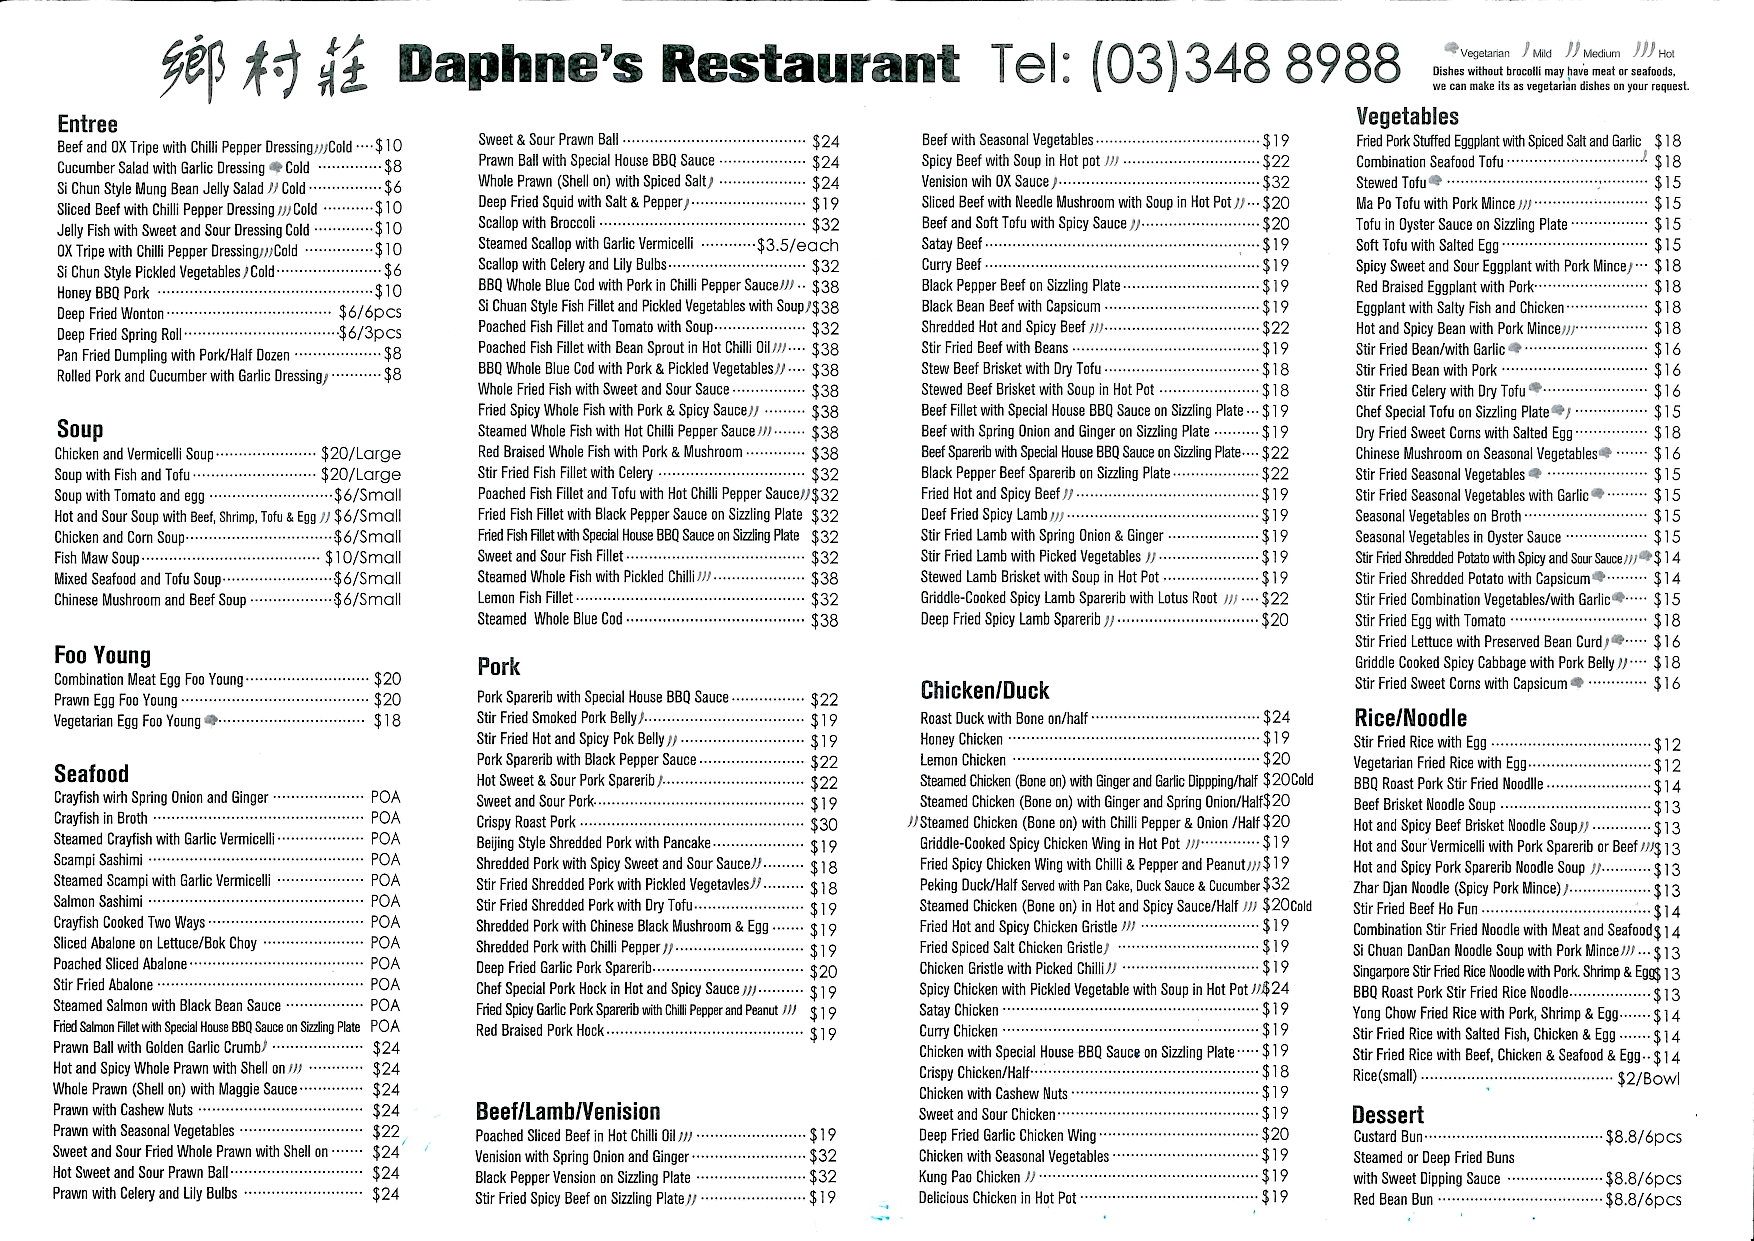 鄉村莊 Daphne's Restaurant Tel: (03)348 8988
Vegetarian Mild Medium Hot
Dishes without brocolli may have meat or seafoods,
we can make its as vegetarian dishes on your request.
Entree
Beef and OX Tripe with Chilli Pepper Dressing Cold $10
Cucumber Salad with Garlic Dressing Cold $8
Si Chun Style Mung Bean Jelly Salad Cold $6
Sliced Beef with Chilli Pepper Dressing Cold $10
Jelly Fish with Sweet and Sour Dressing Cold $10
OX Tripe with Chilli Pepper Dressing Cold $10
Si Chun Style Pickled Vegetables Cold $6
Honey BBQ Pork $10
Deep Fried Wonton $6/6pcs
Deep Fried Spring Roll $6/3pcs
Pan Fried Dumpling with Pork/Half Dozen $8
Rolled Pork and Cucumber with Garlic Dressing $8
Soup
Chicken and Vermicelli Soup $20/Large
Soup with Fish and Tofu $20/Large
Soup with Tomato and egg $6/Small
Hot and Sour Soup with Beef, Shrimp, Tofu & Egg $6/Small
Chicken and Corn Soup $6/Small
Fish Maw Soup $10/Small
Mixed Seafood and Tofu Soup $6/Small
Chinese Mushroom and Beef Soup $6/Small
Foo Young
Combination Meat Egg Foo Young $20
Prawn Egg Foo Young $20
Vegetarian Egg Foo Young $18
Seafood
Crayfish wirh Spring Onion and Ginger POA
Crayfish in Broth POA
Steamed Crayfish with Garlic Vermicelli POA
Scampi Sashimi POA
Steamed Scampi with Garlic Vermicelli POA
Salmon Sashimi POA
Crayfish Cooked Two Ways POA
Sliced Abalone on Lettuce/Bok Choy POA
Poached Sliced Abalone POA
Stir Fried Abalone POA
Steamed Salmon with Black Bean Sauce POA
Fried Salmon Fillet with Special House BBQ Sauce on Sizzling Plate POA
Prawn Ball with Golden Garlic Crumb $24
Hot and Spicy Whole Prawn with Shell on $24
Whole Prawn (Shell on) with Maggie Sauce $24
Prawn with Cashew Nuts $24
Prawn with Seasonal Vegetables $22
Sweet and Sour Fried Whole Prawn with Shell on $24
Hot Sweet and Sour Prawn Ball $24
Prawn with Celery and Lily Bulbs $24
Sweet & Sour Prawn Ball $24
Prawn Ball with Special House BBQ Sauce $24
Whole Prawn (Shell on) with Spiced Salt $24
Deep Fried Squid with Salt & Pepper $19
Scallop with Broccoli $32
Steamed Scallop with Garlic Vermicelli $3.5/each
Scallop with Celery and Lily Bulbs $32
BBQ Whole Blue Cod with Pork in Chilli Pepper Sauce $38
Si Chuan Style Fish Fillet and Pickled Vegetables with Soup $38
Poached Fish Fillet and Tomato with Soup $32
Poached Fish Fillet with Bean Sprout in Hot Chilli Oil $38
BBQ Whole Blue Cod with Pork & Pickled Vegetables $38
Whole Fried Fish with Sweet and Sour Sauce $38
Fried Spicy Whole Fish with Pork & Spicy Sauce $38
Steamed Whole Fish with Hot Chilli Pepper Sauce $38
Red Braised Whole Fish with Pork & Mushroom $38
Stir Fried Fish Fillet with Celery $32
Poached Fish Fillet and Tofu with Hot Chilli Pepper Sauce $32
Fried Fish Fillet with Black Pepper Sauce on Sizzling Plate $32
Fried Fish Fillet with Special House BBQ Sauce on Sizzling Plate $32
Sweet and Sour Fish Fillet $32
Steamed Whole Fish with Pickled Chilli $38
Lemon Fish Fillet $32
Steamed Whole Blue Cod $38
Pork
Pork Sparerib with Special House BBQ Sauce $22
Stir Fried Smoked Pork Belly $19
Stir Fried Hot and Spicy Pok Belly $19
Pork Sparerib with Black Pepper Sauce $22
Hot Sweet & Sour Pork Sparerib $22
Sweet and Sour Pork $19
Crispy Roast Pork $30
Beijing Style Shredded Pork with Pancake $19
Shredded Pork with Spicy Sweet and Sour Sauce $18
Stir Fried Shredded Pork with Pickled Vegetavles $18
Stir Fried Shredded Pork with Dry Tofu $19
Shredded Pork with Chinese Black Mushroom & Egg $19
Shredded Pork with Chilli Pepper $19
Deep Fried Garlic Pork Sparerib $20
Chef Special Pork Hock in Hot and Spicy Sauce $19
Fried Spicy Garlic Pork Sparerib with Chilli Pepper and Peanut $19
Red Braised Pork Hock $19
Beef/Lamb/Venision
Poached Sliced Beef in Hot Chilli Oil $19
Venision with Spring Onion and Ginger $32
Black Pepper Vension on Sizzling Plate $32
Stir Fried Spicy Beef on Sizzling Plate $19
Beef with Seasonal Vegetables $19
Spicy Beef with Soup in Hot pot $22
Venision wih OX Sauce $32
Sliced Beef with Needle Mushroom with Soup in Hot Pot $20
Beef and Soft Tofu with Spicy Sauce $20
Satay Beef $19
Curry Beef $19
Black Pepper Beef on Sizzling Plate $19
Black Bean Beef with Capsicum $19
Shredded Hot and Spicy Beef $22
Stir Fried Beef with Beans $19
Stew Beef Brisket with Dry Tofu $18
Stewed Beef Brisket with Soup in Hot Pot $18
Beef Fillet with Special House BBQ Sauce on Sizzling Plate $19
Beef with Spring Onion and Ginger on Sizzling Plate $19
Beef Sparerib with Special House BBQ Sauce on Sizzling Plate $22
Black Pepper Beef Sparerib on Sizzling Plate $22
Fried Hot and Spicy Beef $19
Deef Fried Spicy Lamb $19
Stir Fried Lamb with Spring Onion & Ginger $19
Stir Fried Lamb with Picked Vegetables $19
Stewed Lamb Brisket with Soup in Hot Pot $19
Griddle-Cooked Spicy Lamb Sparerib with Lotus Root $22
Deep Fried Spicy Lamb Sparerib $20
Chicken/Duck
Roast Duck with Bone on/half $24
Honey Chicken $19
Lemon Chicken $20
Steamed Chicken (Bone on) with Ginger and Garlic Dippping/half $20Cold
Steamed Chicken (Bone on) with Ginger and Spring Onion/Half $20
Steamed Chicken (Bone on) with Chilli Pepper & Onion /Half $20
Griddle-Cooked Spicy Chicken Wing in Hot Pot $19
Fried Spicy Chicken Wing with Chilli & Pepper and Peanut $19
Peking Duck/Half Served with Pan Cake, Duck Sauce & Cucumber $32
Steamed Chicken (Bone on) in Hot and Spicy Sauce/Half $20Cold
Fried Hot and Spicy Chicken Gristle $19
Fried Spiced Salt Chicken Gristle $19
Chicken Gristle with Picked Chilli $19
Spicy Chicken with Pickled Vegetable with Soup in Hot Pot $24
Satay Chicken $19
Curry Chicken $19
Chicken with Special House BBQ Sauce on Sizzling Plate $19
Crispy Chicken/Half $18
Chicken with Cashew Nuts $19
Sweet and Sour Chicken $19
Deep Fried Garlic Chicken Wing $20
Chicken with Seasonal Vegetables $19
Kung Pao Chicken $19
Delicious Chicken in Hot Pot $19
Vegetables
Fried Pork Stuffed Eggplant with Spiced Salt and Garlic $18
Combination Seafood Tofu $18
Stewed Tofu $15
Ma Po Tofu with Pork Mince $15
Tofu in Oyster Sauce on Sizzling Plate $15
Soft Tofu with Salted Egg $15
Spicy Sweet and Sour Eggplant with Pork Mince $18
Red Braised Eggplant with Pork $18
Eggplant with Salty Fish and Chicken $18
Hot and Spicy Bean with Pork Mince $18
Stir Fried Bean/with Garlic $16
Stir Fried Bean with Pork $16
Stir Fried Celery with Dry Tofu $16
Chef Special Tofu on Sizzling Plate $15
Dry Fried Sweet Corns with Salted Egg $18
Chinese Mushroom on Seasonal Vegetables $16
Stir Fried Seasonal Vegetables $15
Stir Fried Seasonal Vegetables with Garlic $15
Seasonal Vegetables on Broth $15
Seasonal Vegetables in Oyster Sauce $15
Stir Fried Shredded Potato with Spicy and Sour Sauce $14
Stir Fried Shredded Potato with Capsicum $14
Stir Fried Combination Vegetables/with Garlic $15
Stir Fried Egg with Tomato $18
Stir Fried Lettuce with Preserved Bean Curd $16
Griddle Cooked Spicy Cabbage with Pork Belly $18
Stir Fried Sweet Corns with Capsicum $16
Rice/Noodle
Stir Fried Rice with Egg $12
Vegetarian Fried Rice with Egg $12
BBQ Roast Pork Stir Fried Noodlle $14
Beef Brisket Noodle Soup $13
Hot and Spicy Beef Brisket Noodle Soup $13
Hot and Sour Vermicelli with Pork Sparerib or Beef $13
Hot and Spicy Pork Sparerib Noodle Soup $13
Zhar Djan Noodle (Spicy Pork Mince) $13
Stir Fried Beef Ho Fun $14
Combination Stir Fried Noodle with Meat and Seafood $14
Si Chuan DanDan Noodle Soup with Pork Mince $13
Singarpore Stir Fried Rice Noodle with Pork. Shrimp & Egg $13
BBQ Roast Pork Stir Fried Rice Noodle $13
Yong Chow Fried Rice with Pork, Shrimp & Egg $14
Stir Fried Rice with Salted Fish, Chicken & Egg $14
Stir Fried Rice with Beef, Chicken & Seafood & Egg $14
Rice(small) $2/Bowl
Dessert
Custard Bun $8.8/6pcs
Steamed or Deep Fried Buns
with Sweet Dipping Sauce $8.8/6pcs
Red Bean Bun $8.8/6pcs